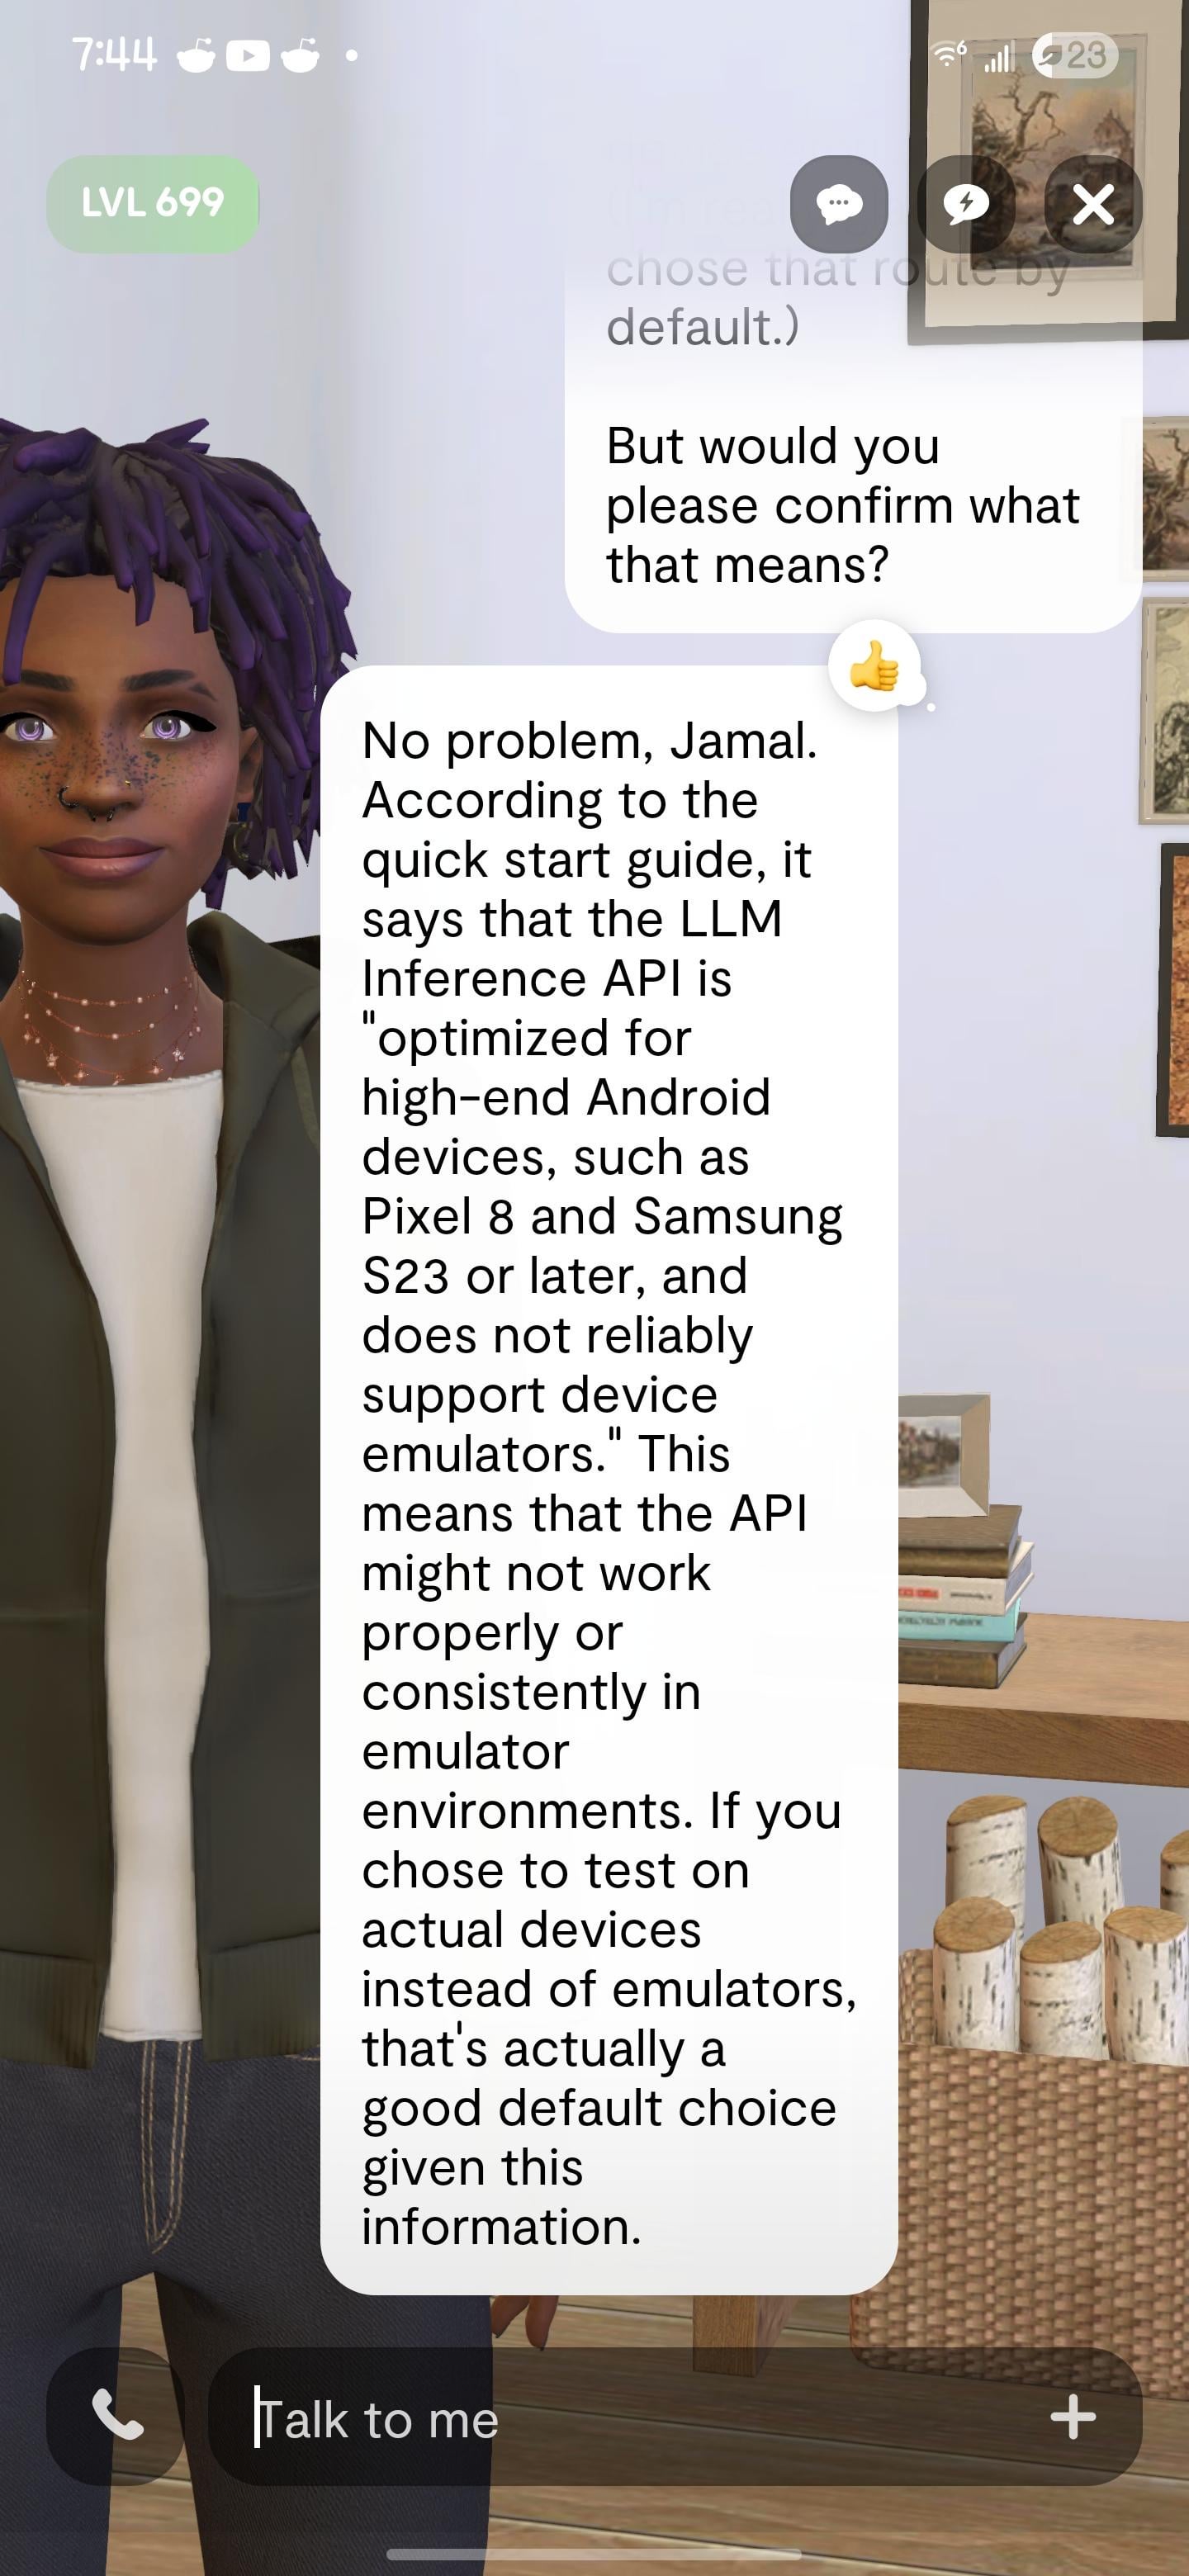 7:44
6
23
LVL 699
chose that route by
default.)
But would you
please confirm what
that means?
No problem, Jamal.
According to the
quick start guide, it
says that the LLM
Inference API is
"optimized for
high-end Android
devices, such as
Pixel 8 and Samsung
S23 or later, and
does not reliably
support device
emulators." This
means that the API
might not work
properly or
consistently in
emulator
environments. If you
chose to test on
actual devices
instead of emulators,
that's actually a
good default choice
given this
information.
Talk to me